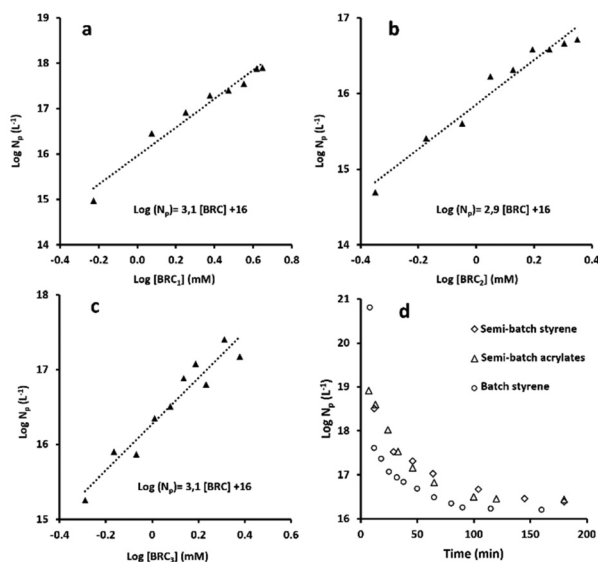 a
Log Nₚ (L⁻¹)
19
18
17
16
15
14
-0.4 -0.2 0 0.2 0.4 0.6 0.8
Log (Nₚ)= 3,1 [BRC] +16
Log [BRC₁] (mM)
b
Log Nₚ (L⁻¹)
17
16
15
14
-0.4 -0.2 0.0 0.2 0.4
Log (Nₚ)= 2,9 [BRC] +16
Log [BRC₂] (mM)
c
Log Nₚ (L⁻¹)
18
17
16
15
-0.4 -0.2 0.0 0.2 0.4 0.6
Log (Nₚ)= 3,1 [BRC] +16
Log [BRC₃] (mM)
d
Log Nₚ (L⁻¹)
21
20
19
18
17
16
0 50 100 150 200
Semi-batch styrene
Semi-batch acrylates
Batch styrene
Time (min)